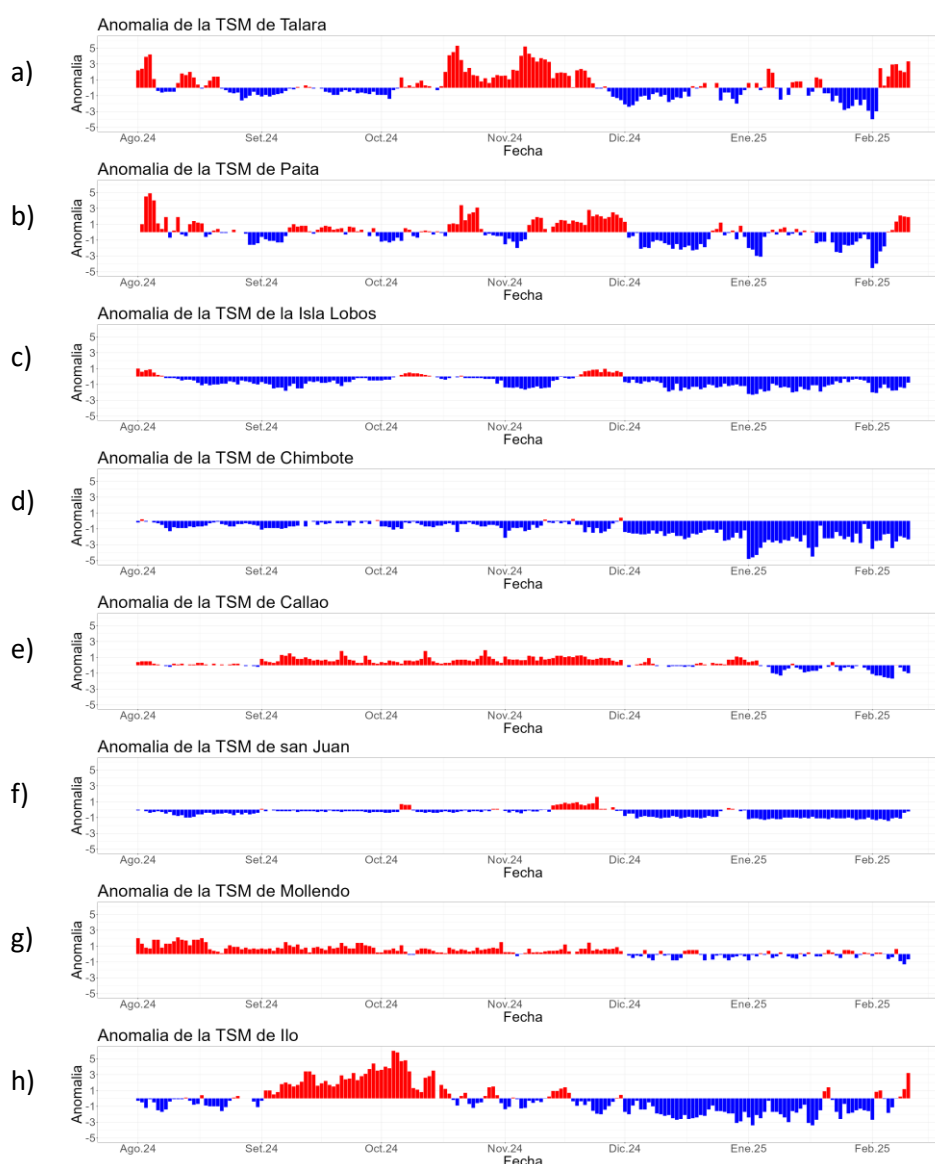 Anomalia de la TSM de Talara
a)
Anomalia
5
3
1
-1
-3
-5
Ago.24 Set.24 Oct.24 Nov.24 Dic.24 Ene.25 Feb.25
Fecha
Anomalia de la TSM de Paita
b)
Anomalia
5
3
1
-1
-3
-5
Ago.24 Set.24 Oct.24 Nov.24 Dic.24 Ene.25 Feb.25
Fecha
Anomalia de la TSM de la Isla Lobos
c)
Anomalia
5
3
1
-1
-3
-5
Ago.24 Set.24 Oct.24 Nov.24 Dic.24 Ene.25 Feb.25
Fecha
Anomalia de la TSM de Chimbote
d)
Anomalia
5
3
1
-1
-3
-5
Ago.24 Set.24 Oct.24 Nov.24 Dic.24 Ene.25 Feb.25
Fecha
Anomalia de la TSM de Callao
e)
Anomalia
5
3
1
-1
-3
-5
Ago.24 Set.24 Oct.24 Nov.24 Dic.24 Ene.25 Feb.25
Fecha
Anomalia de la TSM de san Juan
f)
Anomalia
5
3
1
-1
-3
-5
Ago.24 Set.24 Oct.24 Nov.24 Dic.24 Ene.25 Feb.25
Fecha
Anomalia de la TSM de Mollendo
g)
Anomalia
5
3
1
-1
-3
-5
Ago.24 Set.24 Oct.24 Nov.24 Dic.24 Ene.25 Feb.25
Fecha
Anomalia de la TSM de Ilo
h)
Anomalia
5
3
1
-1
-3
-5
Ago.24 Set.24 Oct.24 Nov.24 Dic.24 Ene.25 Feb.25
Fecha